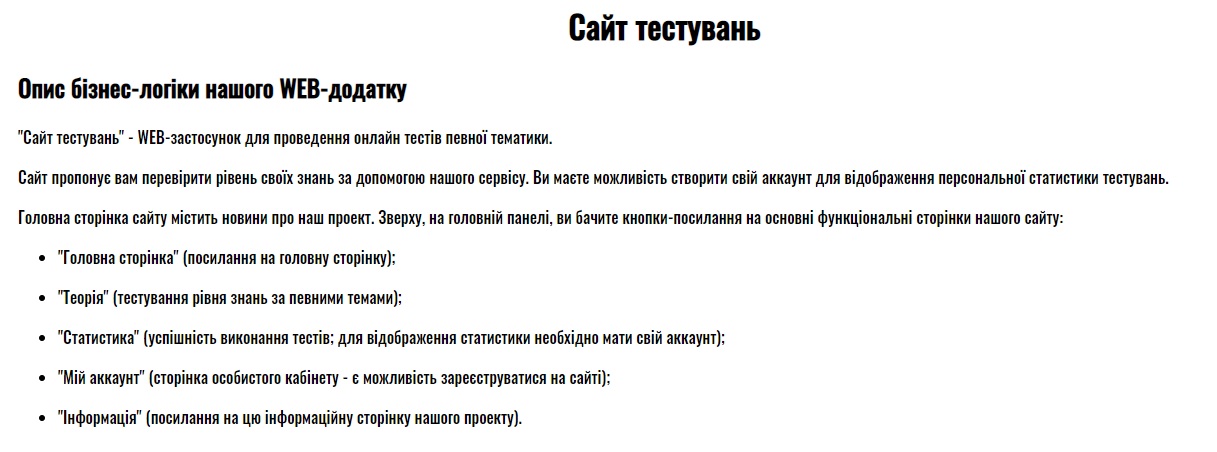 Сайт тестувань
Опис бізнес-логіки нашого WEB-додатку
"Сайт тестувань" - WEB-застосунок для проведення онлайн тестів певної тематики.
Сайт пропонує вам перевірити рівень своїх знань за допомогою нашого сервісу. Ви маєте можливість створити свій аккаунт для відображення персональної статистики тестувань.
Головна сторінка сайту містить новини про наш проект. Зверху, на головній панелі, ви бачите кнопки-посилання на основні функціональні сторінки нашого сайту:
• "Головна сторінка" (посилання на головну сторінку);
• "Теорія" (тестування рівня знань за певними темами);
• "Статистика" (успішність виконання тестів; для відображення статистики необхідно мати свій аккаунт);
• "Мій аккаунт" (сторінка особистого кабінету - є можливість зареєструватися на сайті);
• "Інформація" (посилання на цю інформаційну сторінку нашого проекту).